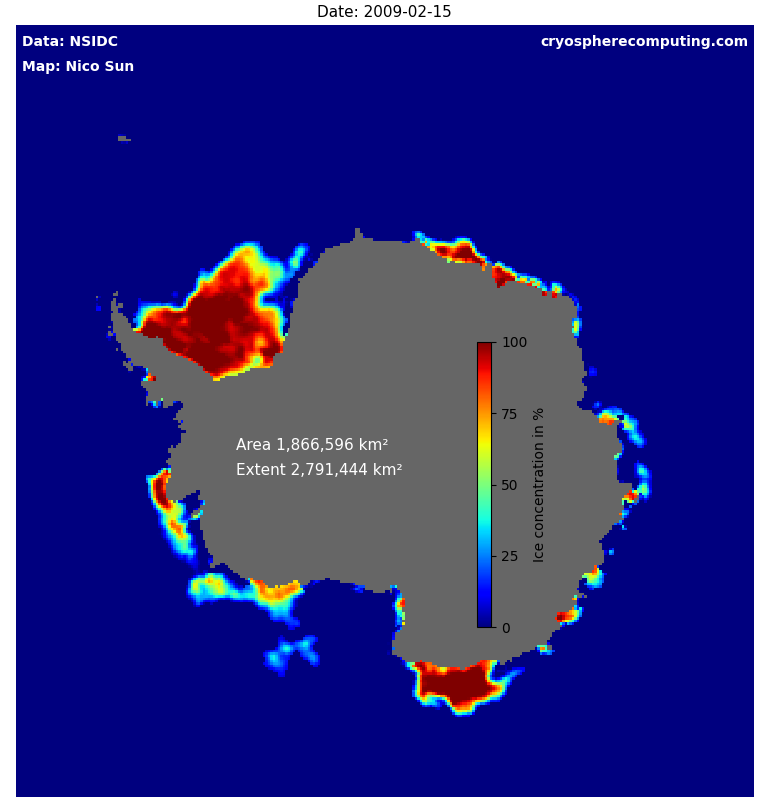 Date: 2009-02-15
Data: NSIDC
cryospherecomputing.com
Map: Nico Sun
100
75
50
25
0
Ice concentration in %
Area 1,866,596 km²
Extent 2,791,444 km²